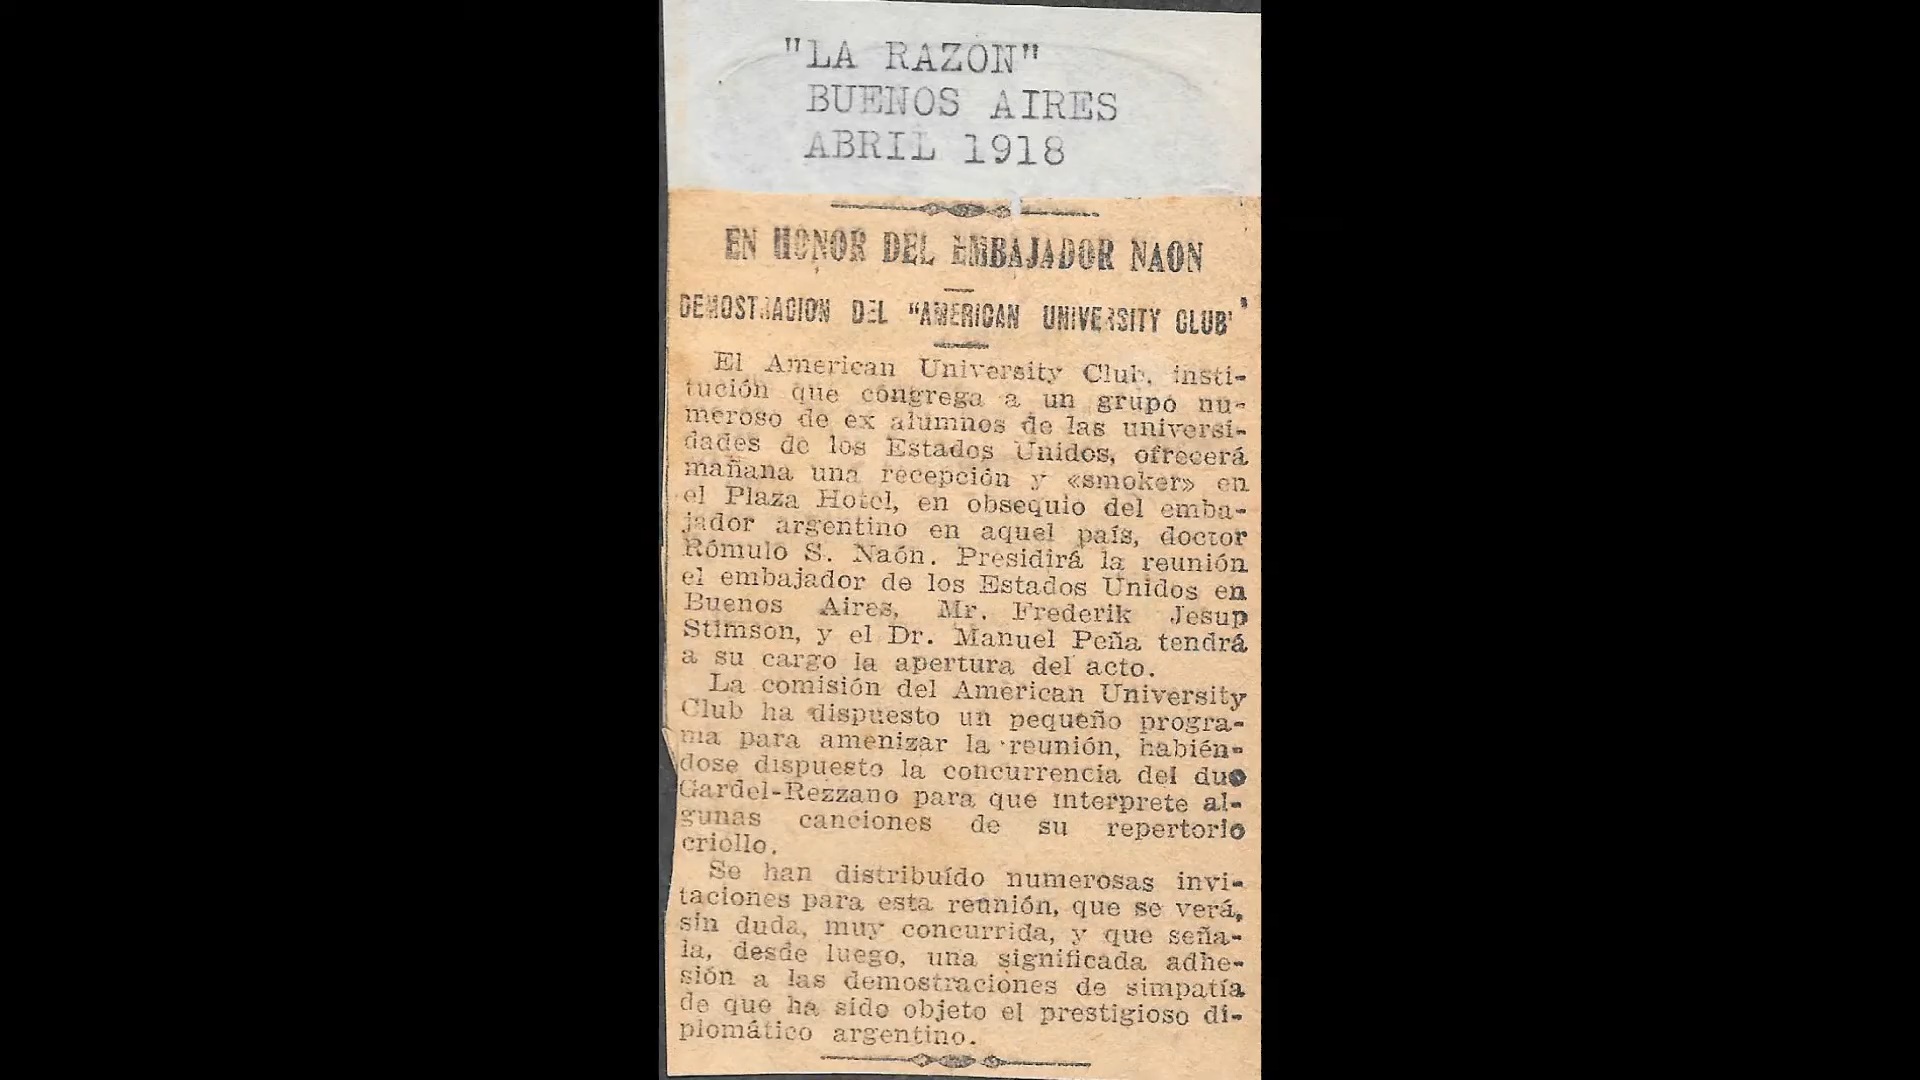 "LA RAZON"
BUENOS AIRES
ABRIL 1918
EN HONOR DEL EMBAJADOR NAON
DEMOSTRACION DEL "AMERICAN UNIVERSITY CLUB"
El American University Club, insti-
tución que congrega a un grupo nu-
meroso de ex alumnos de las universi-
dades de los Estados Unidos, ofrecerá
mañana una recepción y «smoker» en
el Plaza Hotel, en obsequio del emba-
jador argentino en aquel país, doctor
Rómulo S. Naón. Presidirá la reunión
el embajador de los Estados Unidos en
Buenos Aires, Mr. Frederik Jesup
Stimson, y el Dr. Manuel Peña tendrá
a su cargo la apertura del acto.
La comisión del American University
Club ha dispuesto un pequeño progra-
ma para amenizar la reunión, habién-
dose dispuesto la concurrencia del duo
Gardel-Rezzano para que interprete al-
gunas canciones de su repertorio
criollo.
Se han distribuído numerosas invi-
taciones para esta reunión, que se verá,
sin duda, muy concurrida, y que seña-
la, desde luego, una significada adhe-
sión a las demostraciones de simpatía
de que ha sido objeto el prestigioso di-
plomático argentino.